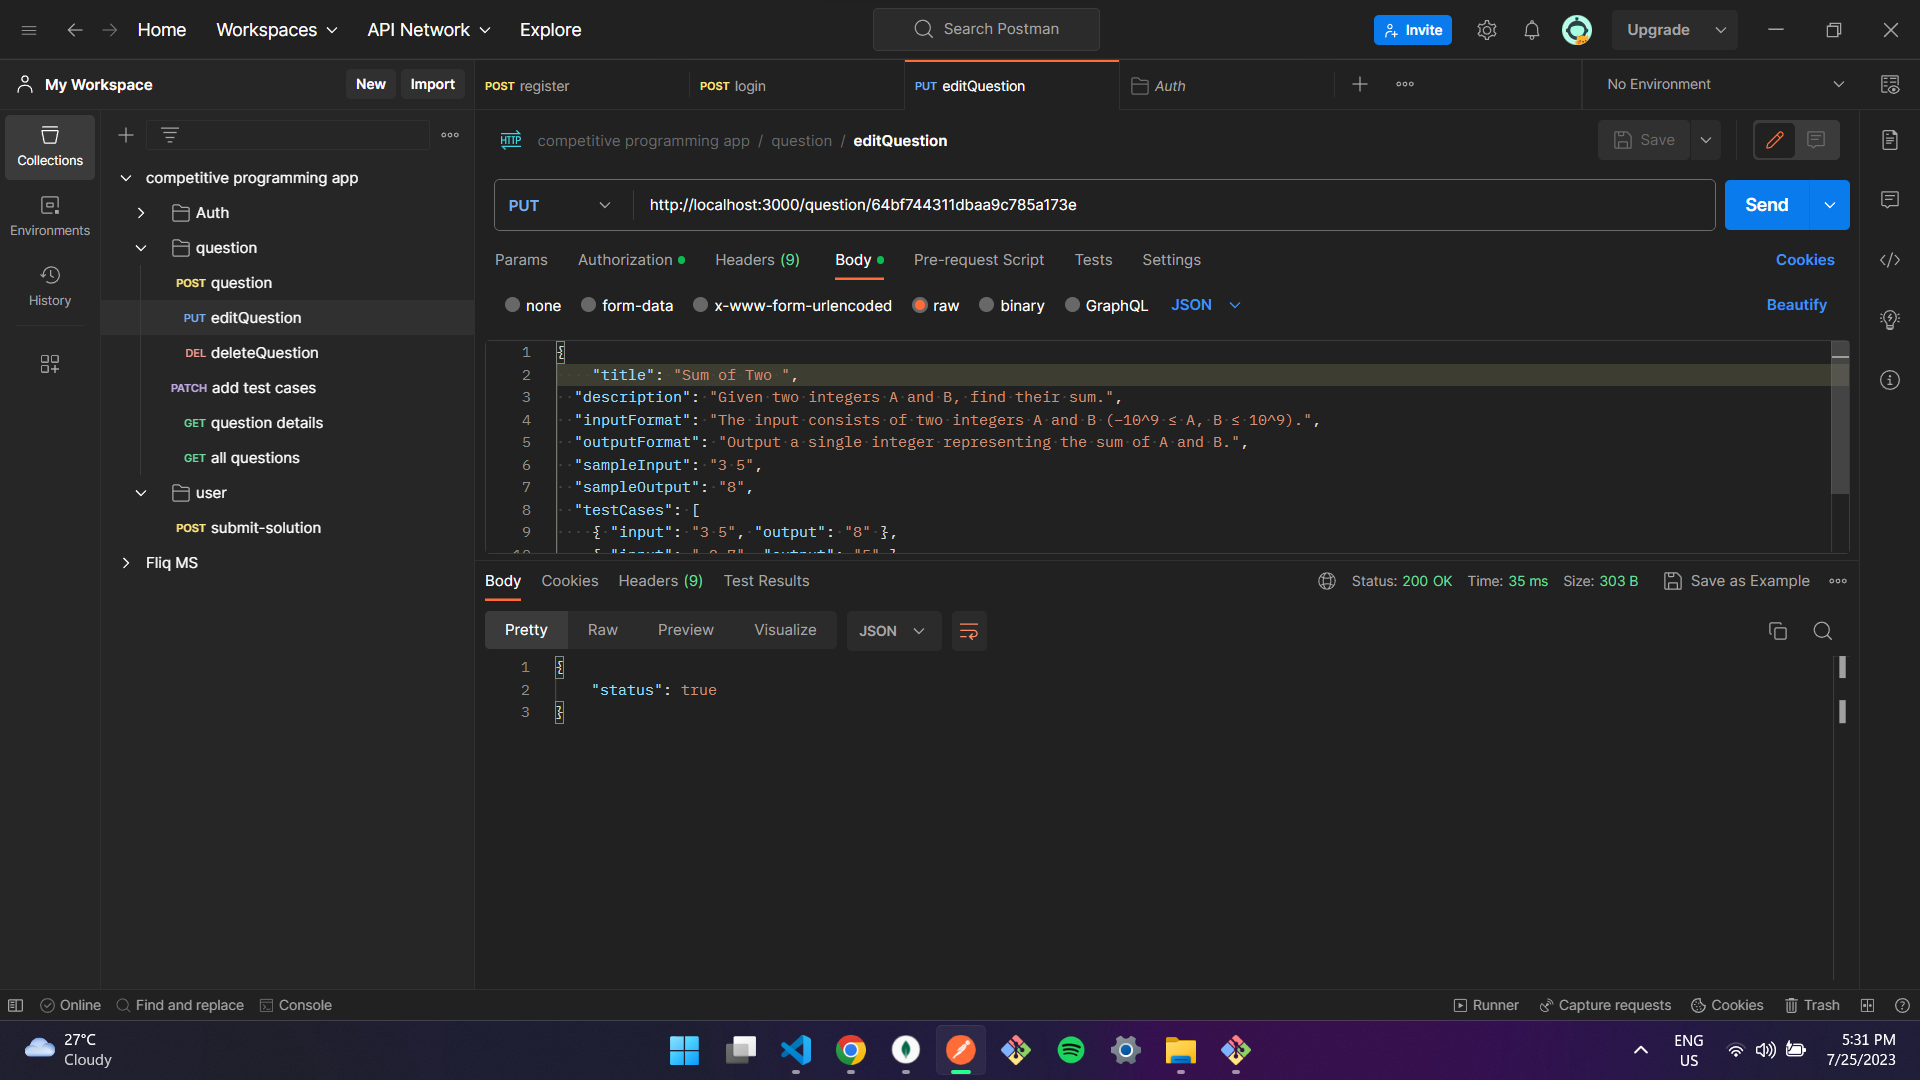 Home Workspaces API Network Explore Search Postman Invite Upgrade
My Workspace New Import POST register POST login PUT editQuestion Auth No Environment
Collections
Environments
History
competitive programming app
Auth
question
POST question
PUT editQuestion
DEL deleteQuestion
PATCH add test cases
GET question details
GET all questions
user
POST submit-solution
Fliq MS
HTTP competitive programming app / question / editQuestion Save
PUT http://localhost:3000/question/64bf744311dbaa9c785a173e Send
Params Authorization Headers (9) Body Pre-request Script Tests Settings Cookies
none form-data x-www-form-urlencoded raw binary GraphQL JSON Beautify
1 {
2 "title": "Sum of Two ",
3 "description": "Given two integers A and B, find their sum.",
4 "inputFormat": "The input consists of two integers A and B (-10^9 ≤ A, B ≤ 10^9).",
5 "outputFormat": "Output a single integer representing the sum of A and B.",
6 "sampleInput": "3 5",
7 "sampleOutput": "8",
8 "testCases": [
9 { "input": "3 5", "output": "8" },
Body Cookies Headers (9) Test Results Status: 200 OK Time: 35 ms Size: 303 B Save as Example
Pretty Raw Preview Visualize JSON
1 {
2 "status": true
3 }
Online Find and replace Console Runner Capture requests Cookies Trash
27°C
Cloudy
ENG
US
5:31 PM
7/25/2023